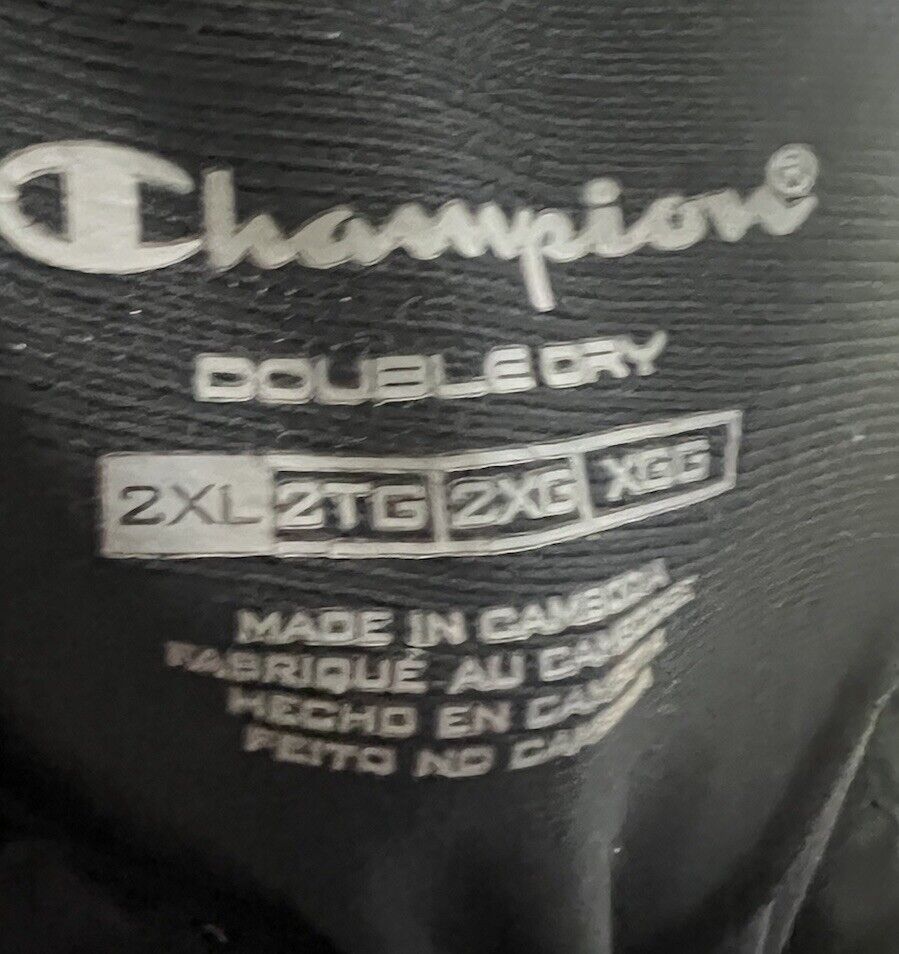 Champion®
DOUBLE DRY
2XL 2TG 2XG XGG
MADE IN CAMBODIA
FABRIQUÉ AU
HECHO EN
FEITO NO